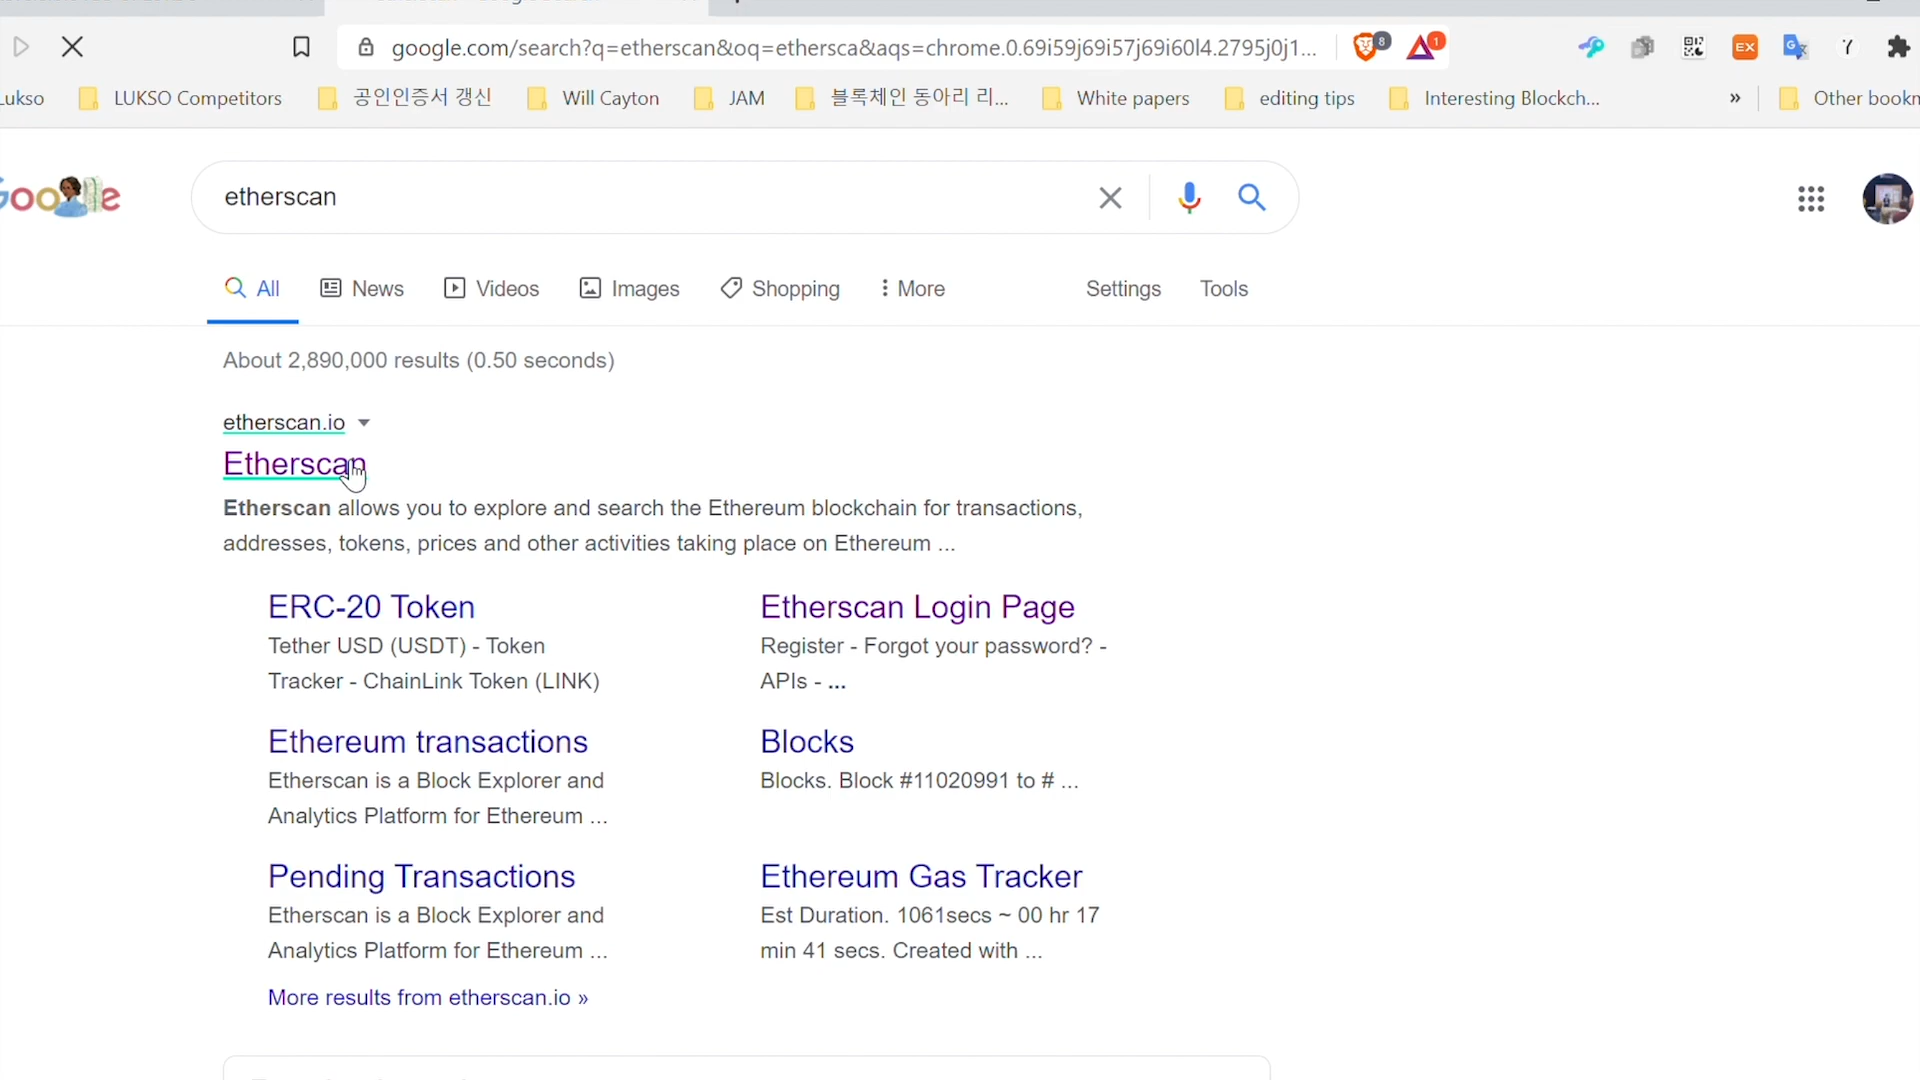 google.com/search?q=etherscan&oq=ethersca&aqs=chrome.0.69i59j69i57j69i60l4.2795j0j1...
8
1
EX
Lukso
LUKSO Competitors
공인인증서 갱신
Will Cayton
JAM
블록체인 동아리 리...
White papers
editing tips
Interesting Blockch...
»
Other bookm
Google
etherscan
All
News
Videos
Images
Shopping
More
Settings
Tools
About 2,890,000 results (0.50 seconds)
etherscan.io
Etherscan
Etherscan allows you to explore and search the Ethereum blockchain for transactions,
addresses, tokens, prices and other activities taking place on Ethereum ...
ERC-20 Token
Tether USD (USDT) - Token
Tracker - ChainLink Token (LINK)
Etherscan Login Page
Register - Forgot your password? -
APIs - ...
Ethereum transactions
Etherscan is a Block Explorer and
Analytics Platform for Ethereum ...
Blocks
Blocks. Block #11020991 to # ...
Pending Transactions
Etherscan is a Block Explorer and
Analytics Platform for Ethereum ...
Ethereum Gas Tracker
Est Duration. 1061secs ~ 00 hr 17
min 41 secs. Created with ...
More results from etherscan.io »